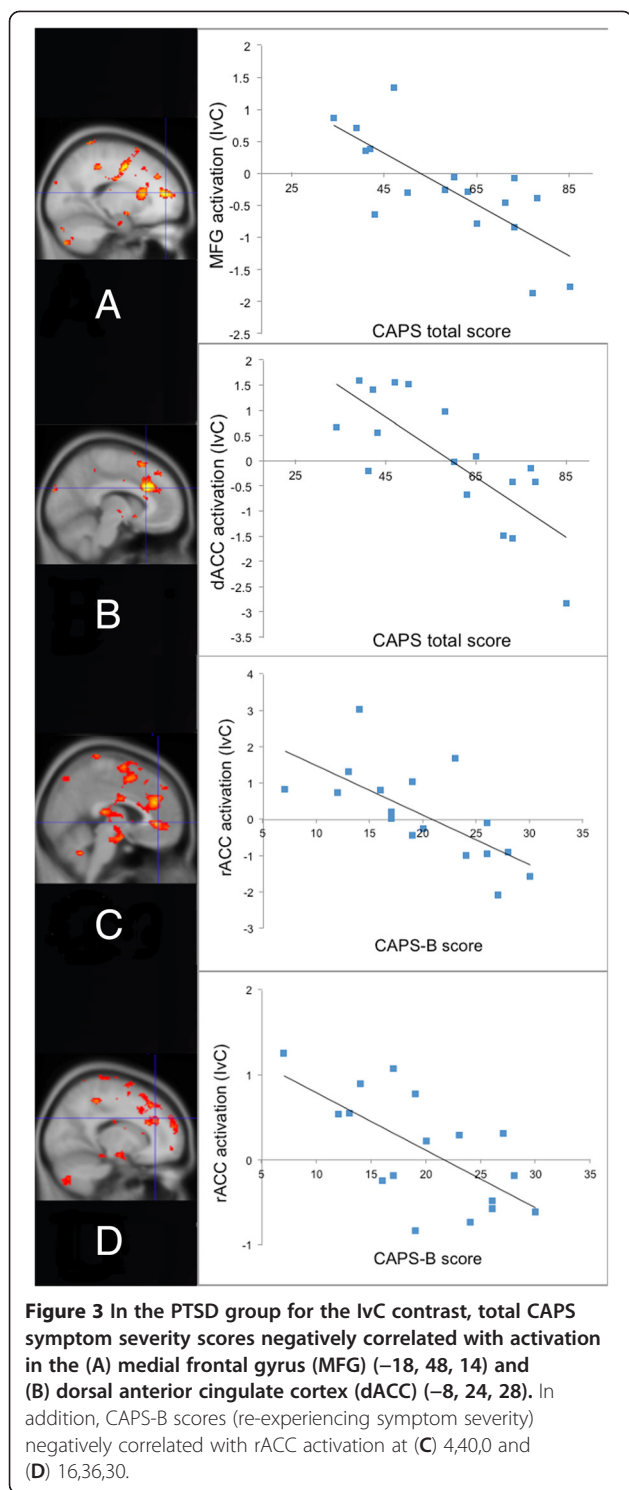 2
1.5
1
0.5
0
25 45 65 85
-0.5
-1
-1.5
-2
-2.5
MFG activation (IvC)
CAPS total score
A
2
1.5
1
0.5
0
25 45 65 85
-0.5
-1
-1.5
-2
-2.5
-3
-3.5
dACC activation (IvC)
CAPS total score
B
4
3
2
1
0
5 10 15 20 25 30 35
-1
-2
-3
rACC activation (IvC)
CAPS-B score
C
2
1
0
5 10 15 20 25 30 35
-1
rACC activation (IvC)
CAPS-B score
D
Figure 3 In the PTSD group for the IvC contrast, total CAPS
symptom severity scores negatively correlated with activation
in the (A) medial frontal gyrus (MFG) (−18, 48, 14) and
(B) dorsal anterior cingulate cortex (dACC) (−8, 24, 28). In
addition, CAPS-B scores (re-experiencing symptom severity)
negatively correlated with rACC activation at (C) 4,40,0 and
(D) 16,36,30.